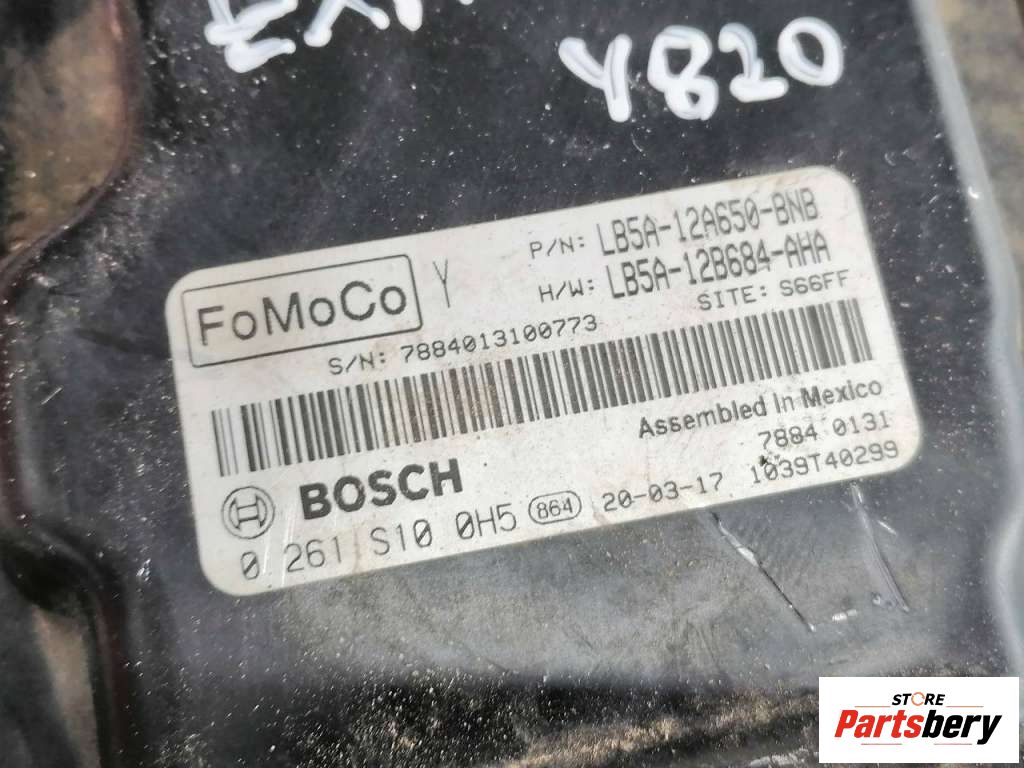 Y820
P/N: LB5A-12A650-BNB
FoMoCo Y H/W: LB5A-12B684-AHA
SITE: S66FF
S/N: 7884013100773
Assembled In Mexico
7884 0131
BOSCH
0 261 S10 0H5 864 20-03-17 1039T40299
STORE
Partsbery